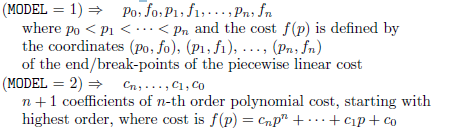 (MODEL = 1) ⇒ p₀, f₀, p₁, f₁, . . . , pₙ, fₙ
where p₀ < p₁ < · · · < pₙ and the cost f(p) is defined by
the coordinates (p₀, f₀), (p₁, f₁), . . . , (pₙ, fₙ)
of the end/break-points of the piecewise linear cost
(MODEL = 2) ⇒ cₙ, . . . , c₁, c₀
n + 1 coefficients of n-th order polynomial cost, starting with
highest order, where cost is f(p) = cₙpⁿ + · · · + c₁p + c₀